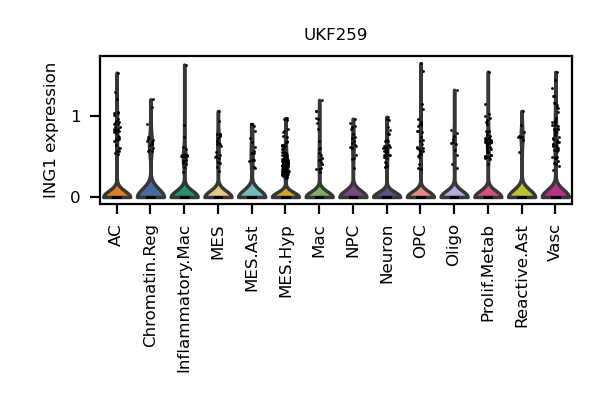 UKF259
ING1 expression
1
0
AC
Chromatin.Reg
Inflammatory.Mac
MES
MES.Ast
MES.Hyp
Mac
NPC
Neuron
OPC
Oligo
Prolif.Metab
Reactive.Ast
Vasc